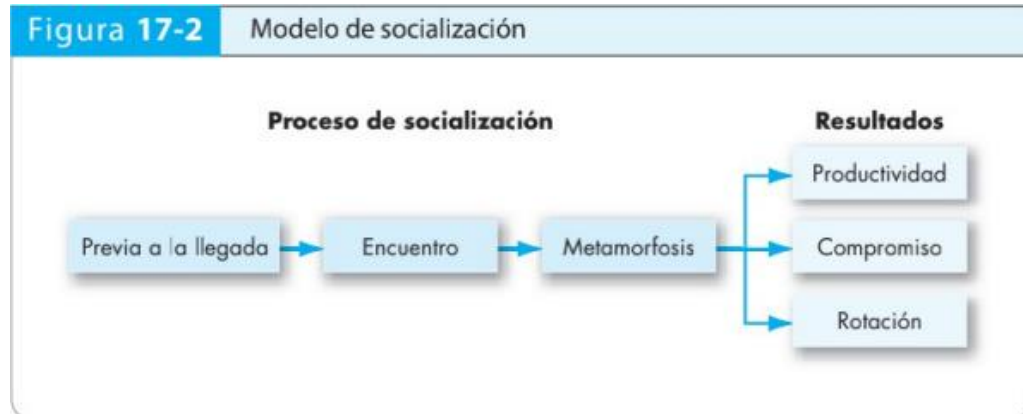 Figura 17-2 Modelo de socialización
Proceso de socialización
Resultados
Previa a la llegada
Encuentro
Metamorfosis
Productividad
Compromiso
Rotación